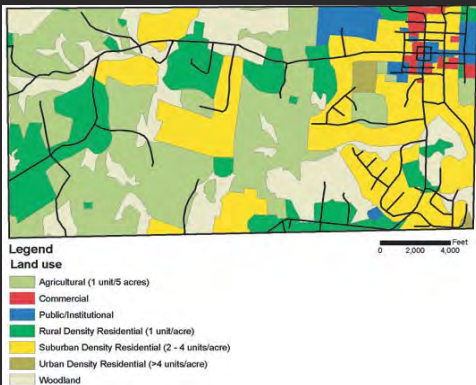 Legend
Land use
Agricultural (1 unit/5 acres)
Commercial
Public/Institutional
Rural Density Residential (1 unit/acre)
Suburban Density Residential (2 - 4 units/acre)
Urban Density Residential (>4 units/acre)
Woodland
Feet
0 2,000 4,000